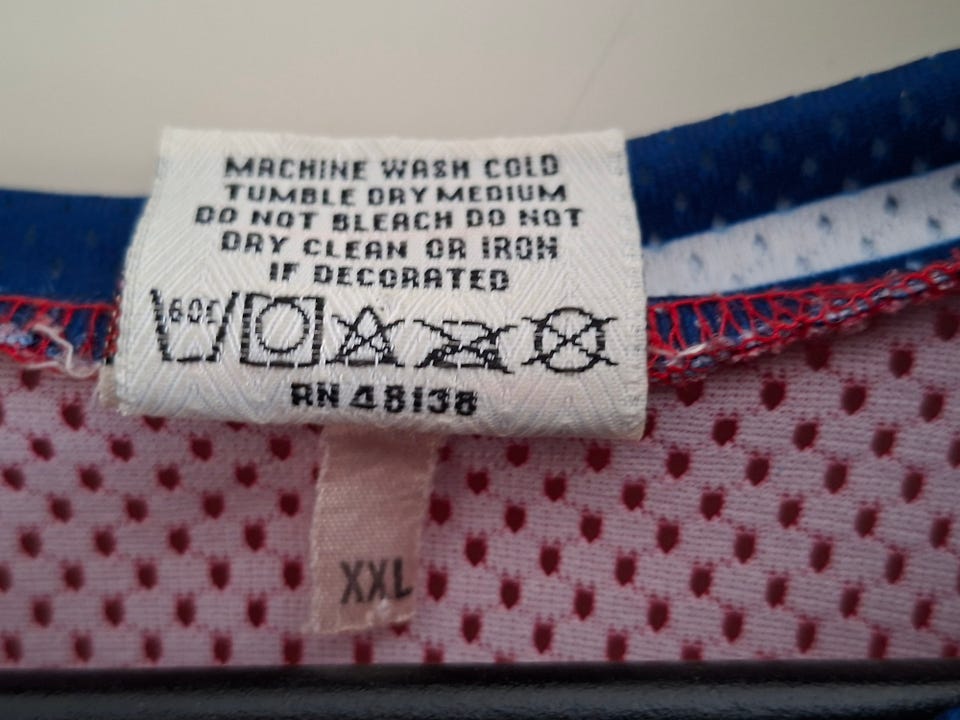 MACHINE WASH COLD
TUMBLE DRY MEDIUM
DO NOT BLEACH DO NOT
DRY CLEAN OR IRON
IF DECORATED
60C
RN 48138
XXL